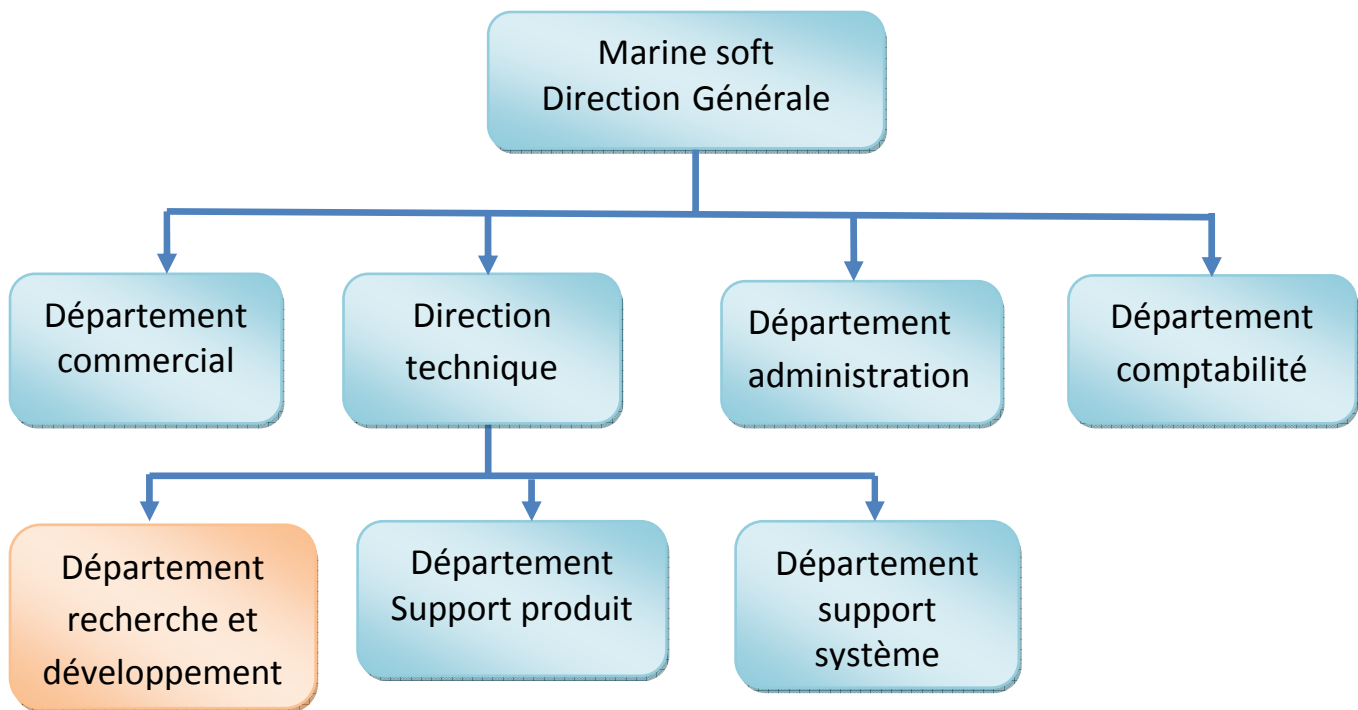 Marine soft
Direction Générale
Département
commercial
Direction
technique
Département
administration
Département
comptabilité
Département
recherche et
développement
Département
Support produit
Département
support
système